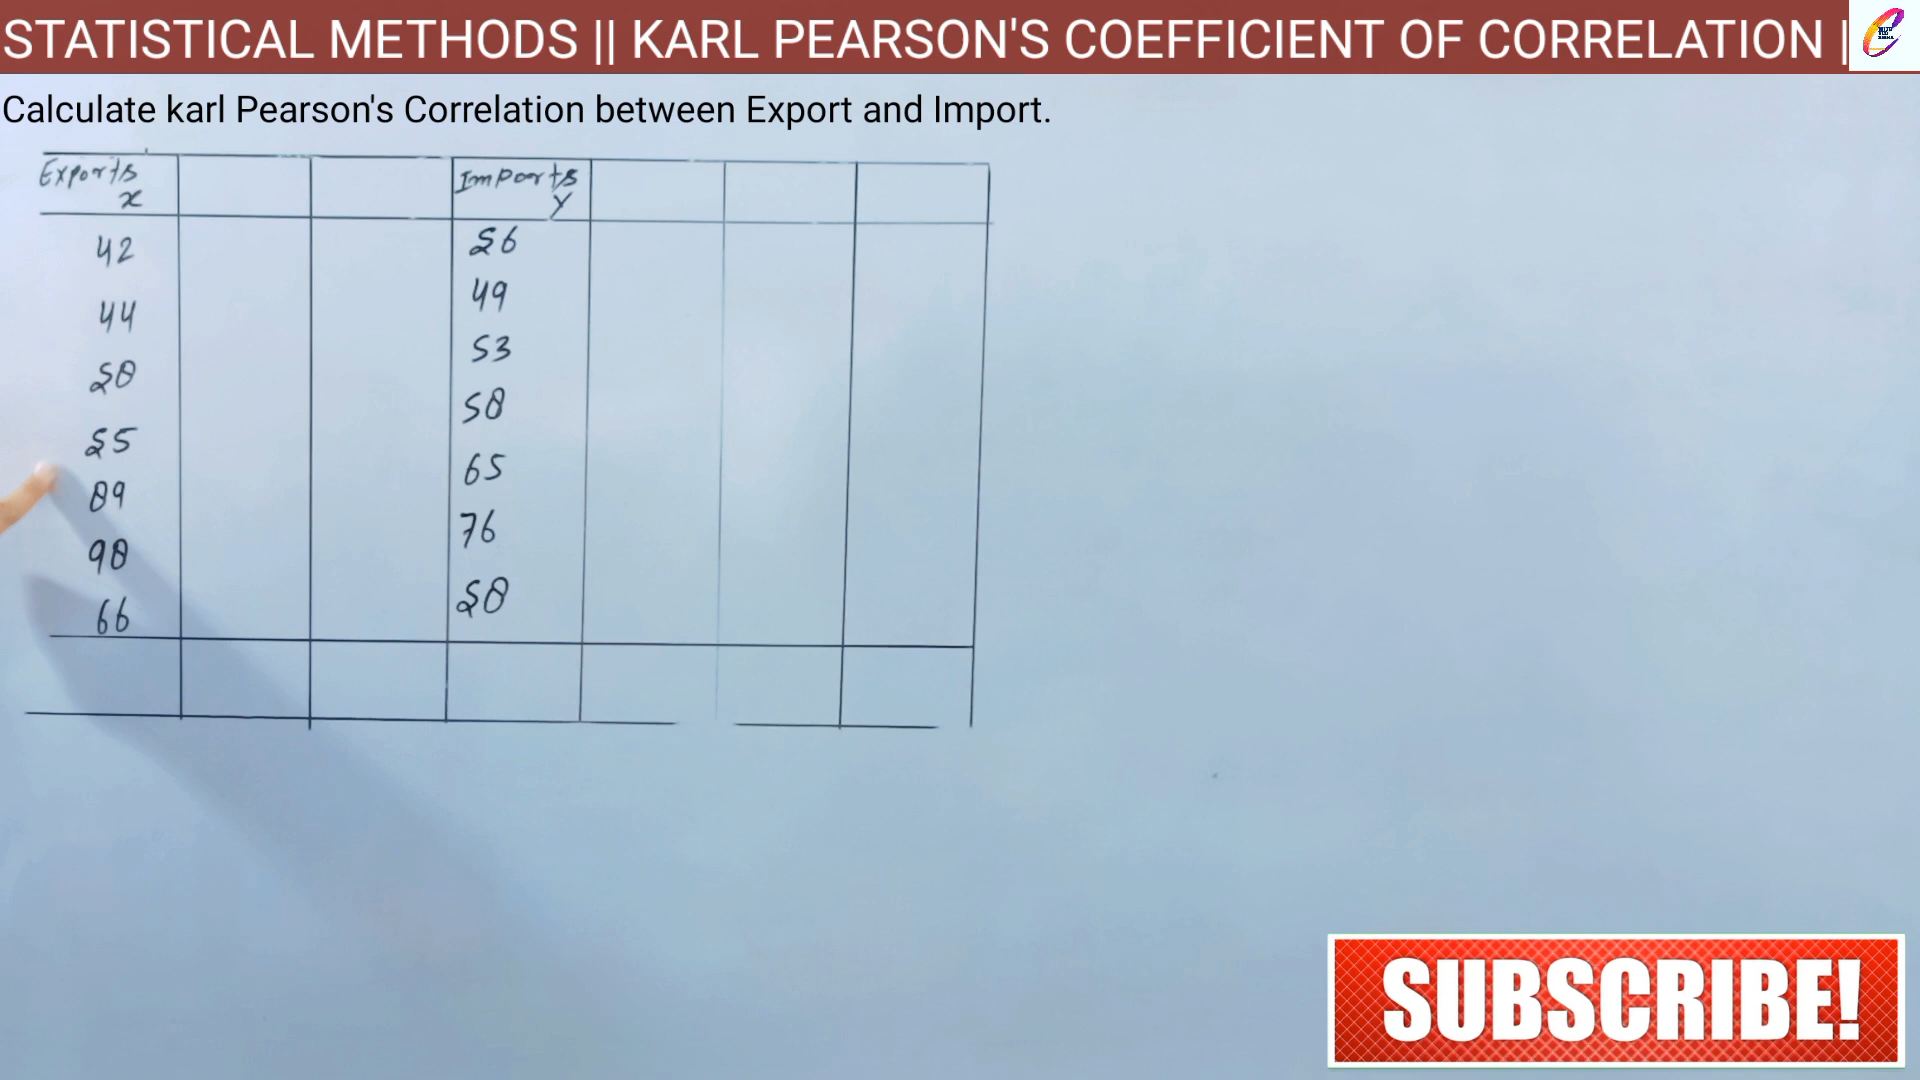 STATISTICAL METHODS || KARL PEARSON'S COEFFICIENT OF CORRELATION |
Calculate karl Pearson's Correlation between Export and Import.
Exports Imports
x y
42 56
44 49
58 53
55 58
89 65
98 76
66 58
SUBSCRIBE!